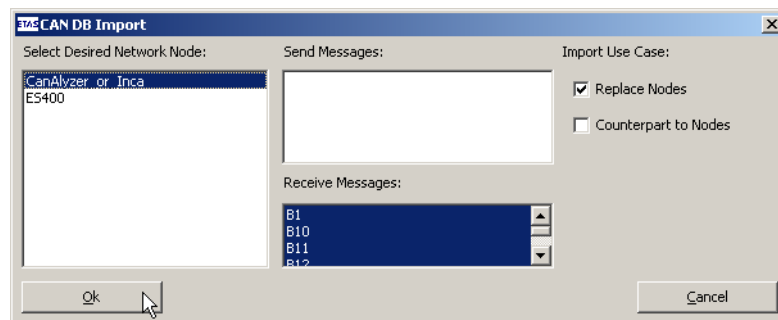 ETAS CAN DB Import
Select Desired Network Node:
CanAlyzer_or_Inca
ES400
Send Messages:
Receive Messages:
B1
B10
B11
B12
Import Use Case:
Replace Nodes
Counterpart to Nodes
Ok
Cancel